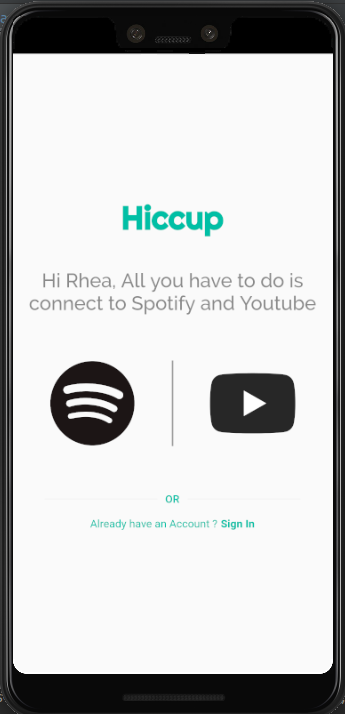 Hiccup
Hi Rhea, All you have to do is
connect to Spotify and Youtube
OR
Already have an Account ? Sign In